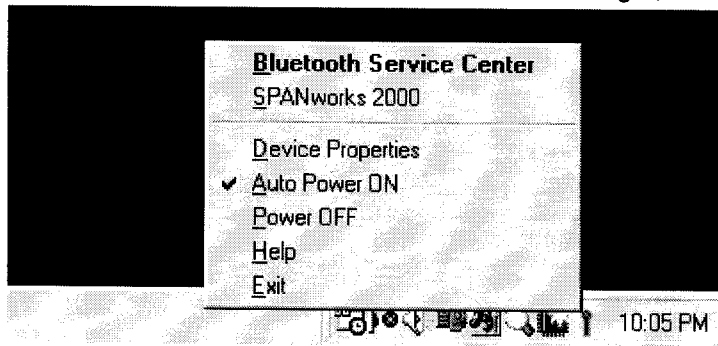 Bluetooth Service Center
SPANworks 2000
Device Properties
Auto Power ON
Power OFF
Help
Exit
10:05 PM